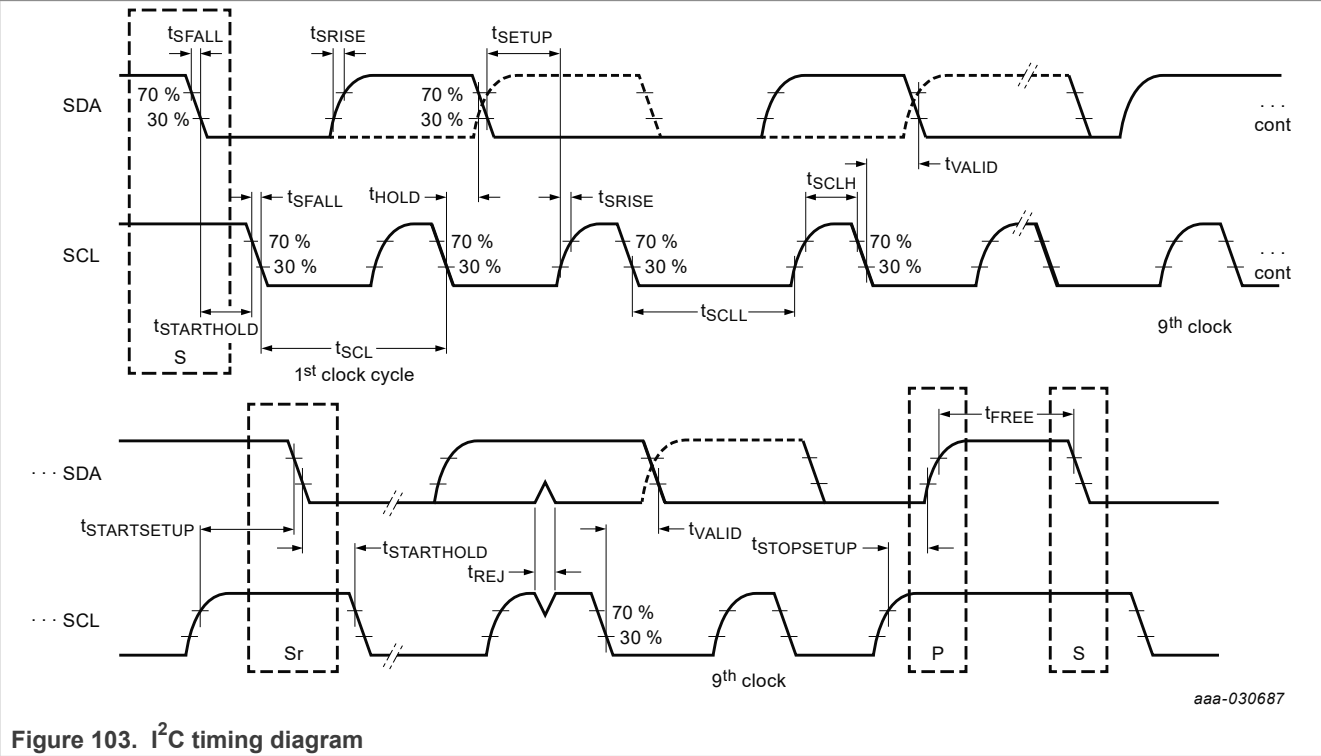 tSFALL tSRISE tSETUP
SDA 70 % 30 % 70 % 30 % · · · cont
tVALID
tSFALL tHOLD tSRISE tSCLH
SCL 70 % 30 % 70 % 30 % 70 % 30 % 70 % 30 % · · · cont
tSTARTHOLD tSCLL 9th clock
S tSCL
1st clock cycle
tFREE
· · · SDA
tSTARTSETUP tSTARTHOLD tREJ tVALID tSTOPSETUP
· · · SCL 70 % 30 %
Sr 9th clock P S
aaa-030687
Figure 103. I2C timing diagram